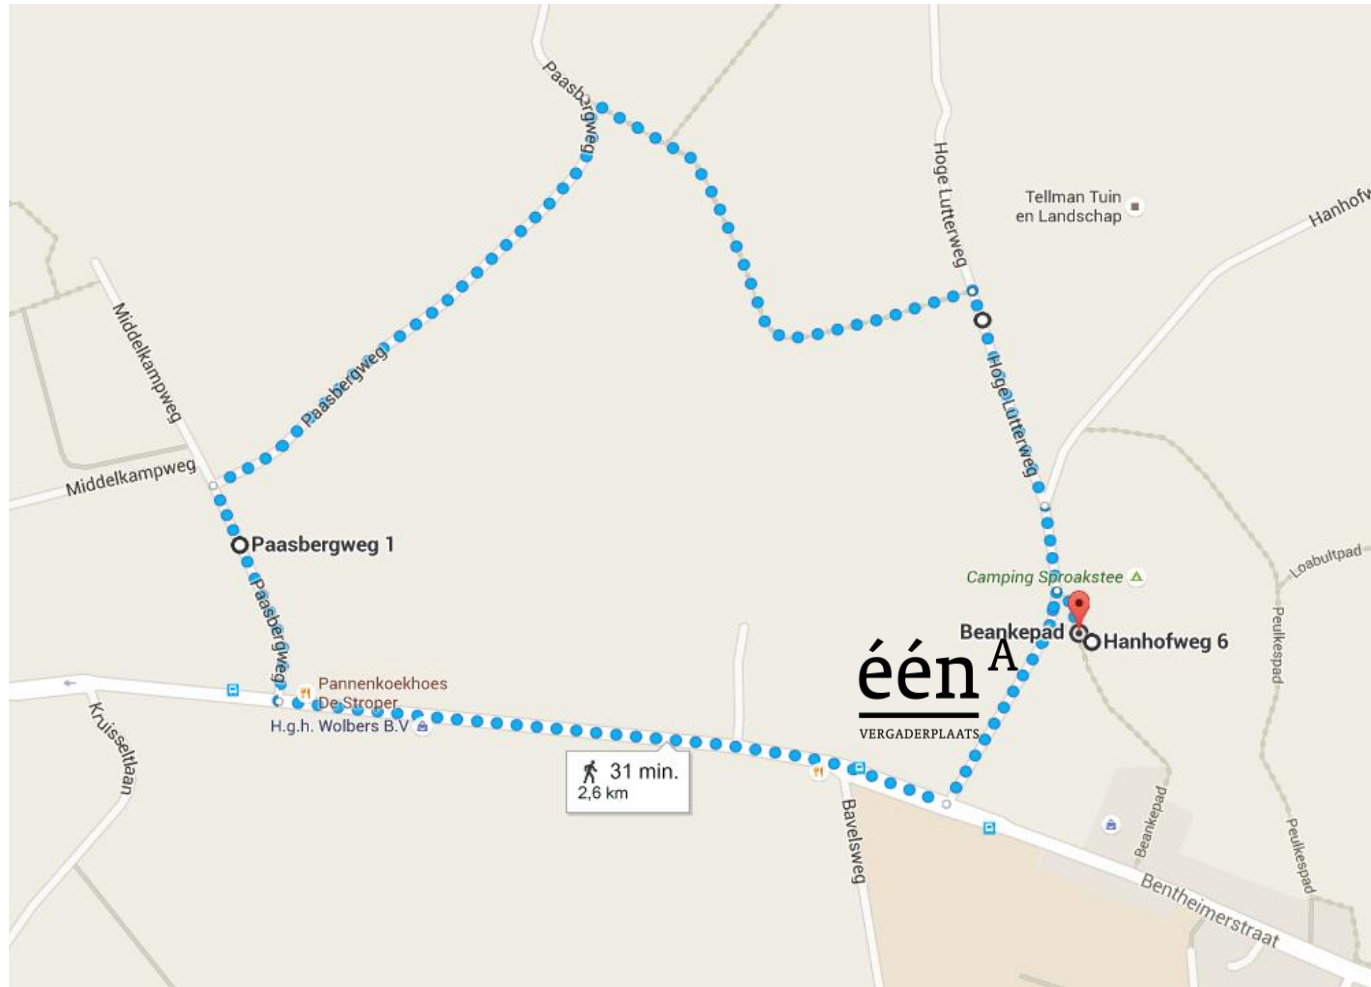 Paasbergweg
Hoge Lutterweg
Tellman Tuin
en Landschap
Hanhofw
Middelkampweg
Paasbergweg
Hoge Lutterweg
Middelkampweg
Paasbergweg 1
Paasbergweg
Camping Sproakstee
Loabultpad
Beankepad
Hanhofweg 6
Peulkespad
één A
VERGADERPLAATS
Pannenkoekhoes
De Stroper
H.g.h. Wolbers B.V
Kruisseltlaan
31 min.
2,6 km
Bavelsweg
Beankepad
Peulkespad
Bentheimerstraat